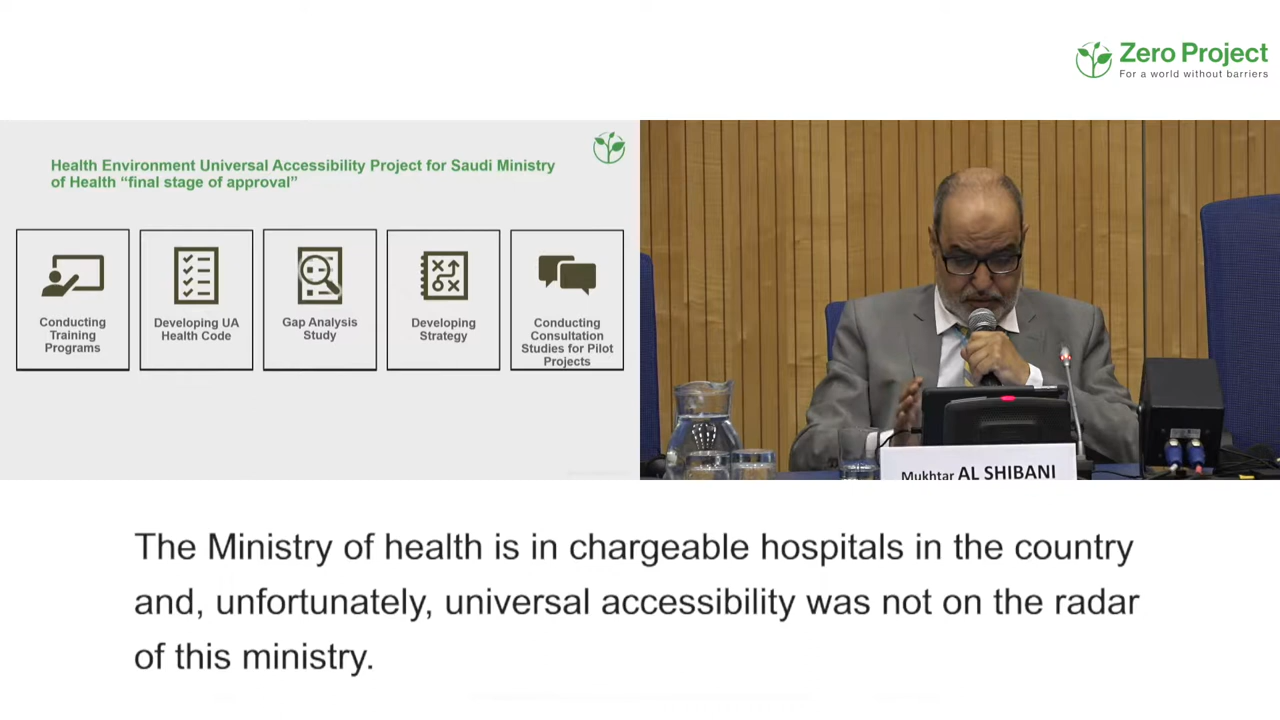 Zero Project
For a world without barriers
Health Environment Universal Accessibility Project for Saudi Ministry
of Health “final stage of approval”
Conducting
Training
Programs
Developing UA
Health Code
Gap Analysis
Study
Developing
Strategy
Conducting
Consultation
Studies for Pilot
Projects
Mukhtar AL SHIBANI
The Ministry of health is in chargeable hospitals in the country
and, unfortunately, universal accessibility was not on the radar
of this ministry.